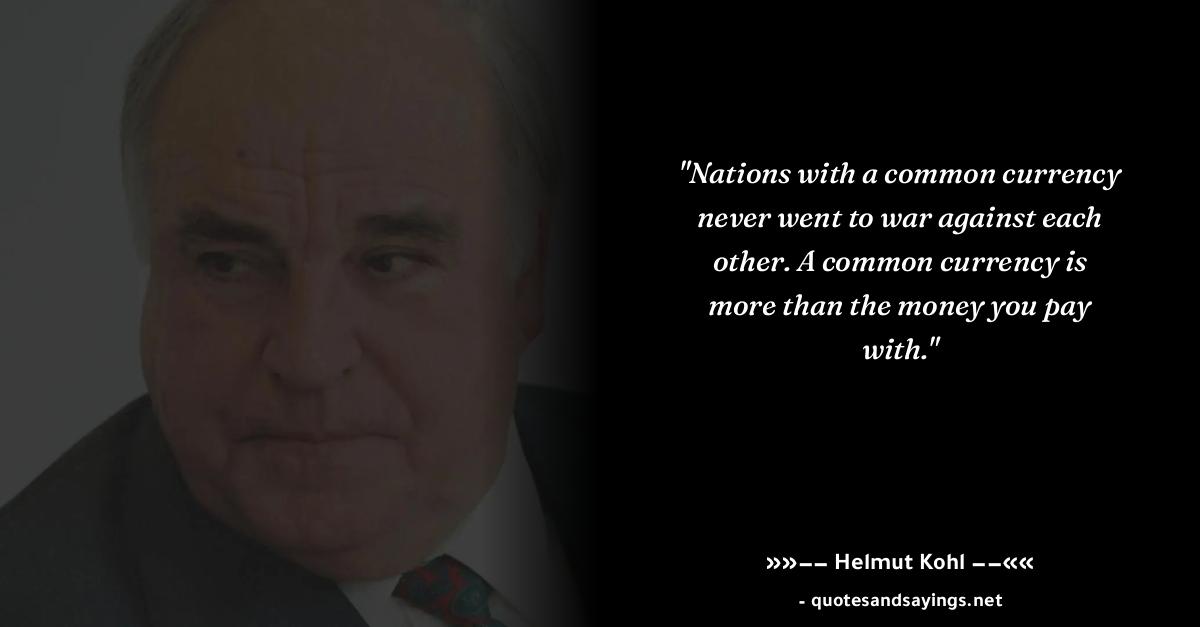 "Nations with a common currency
never went to war against each
other. A common currency is
more than the money you pay
with."
»»−− Helmut Kohl −−««
- quotesandsayings.net